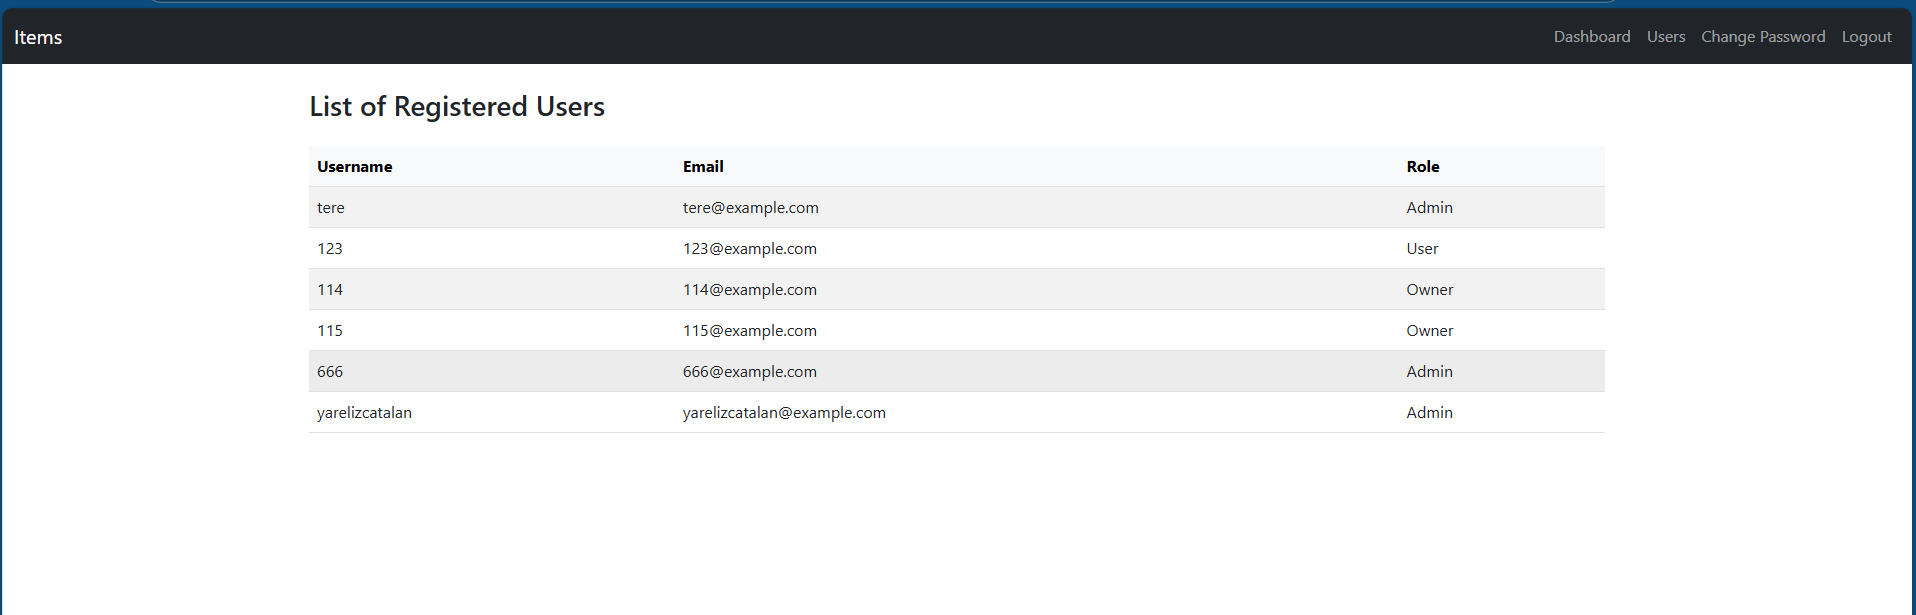 Items Dashboard Users Change Password Logout
List of Registered Users
Username Email Role
tere tere@example.com Admin
123 123@example.com User
114 114@example.com Owner
115 115@example.com Owner
666 666@example.com Admin
yarelizcatalan yarelizcatalan@example.com Admin